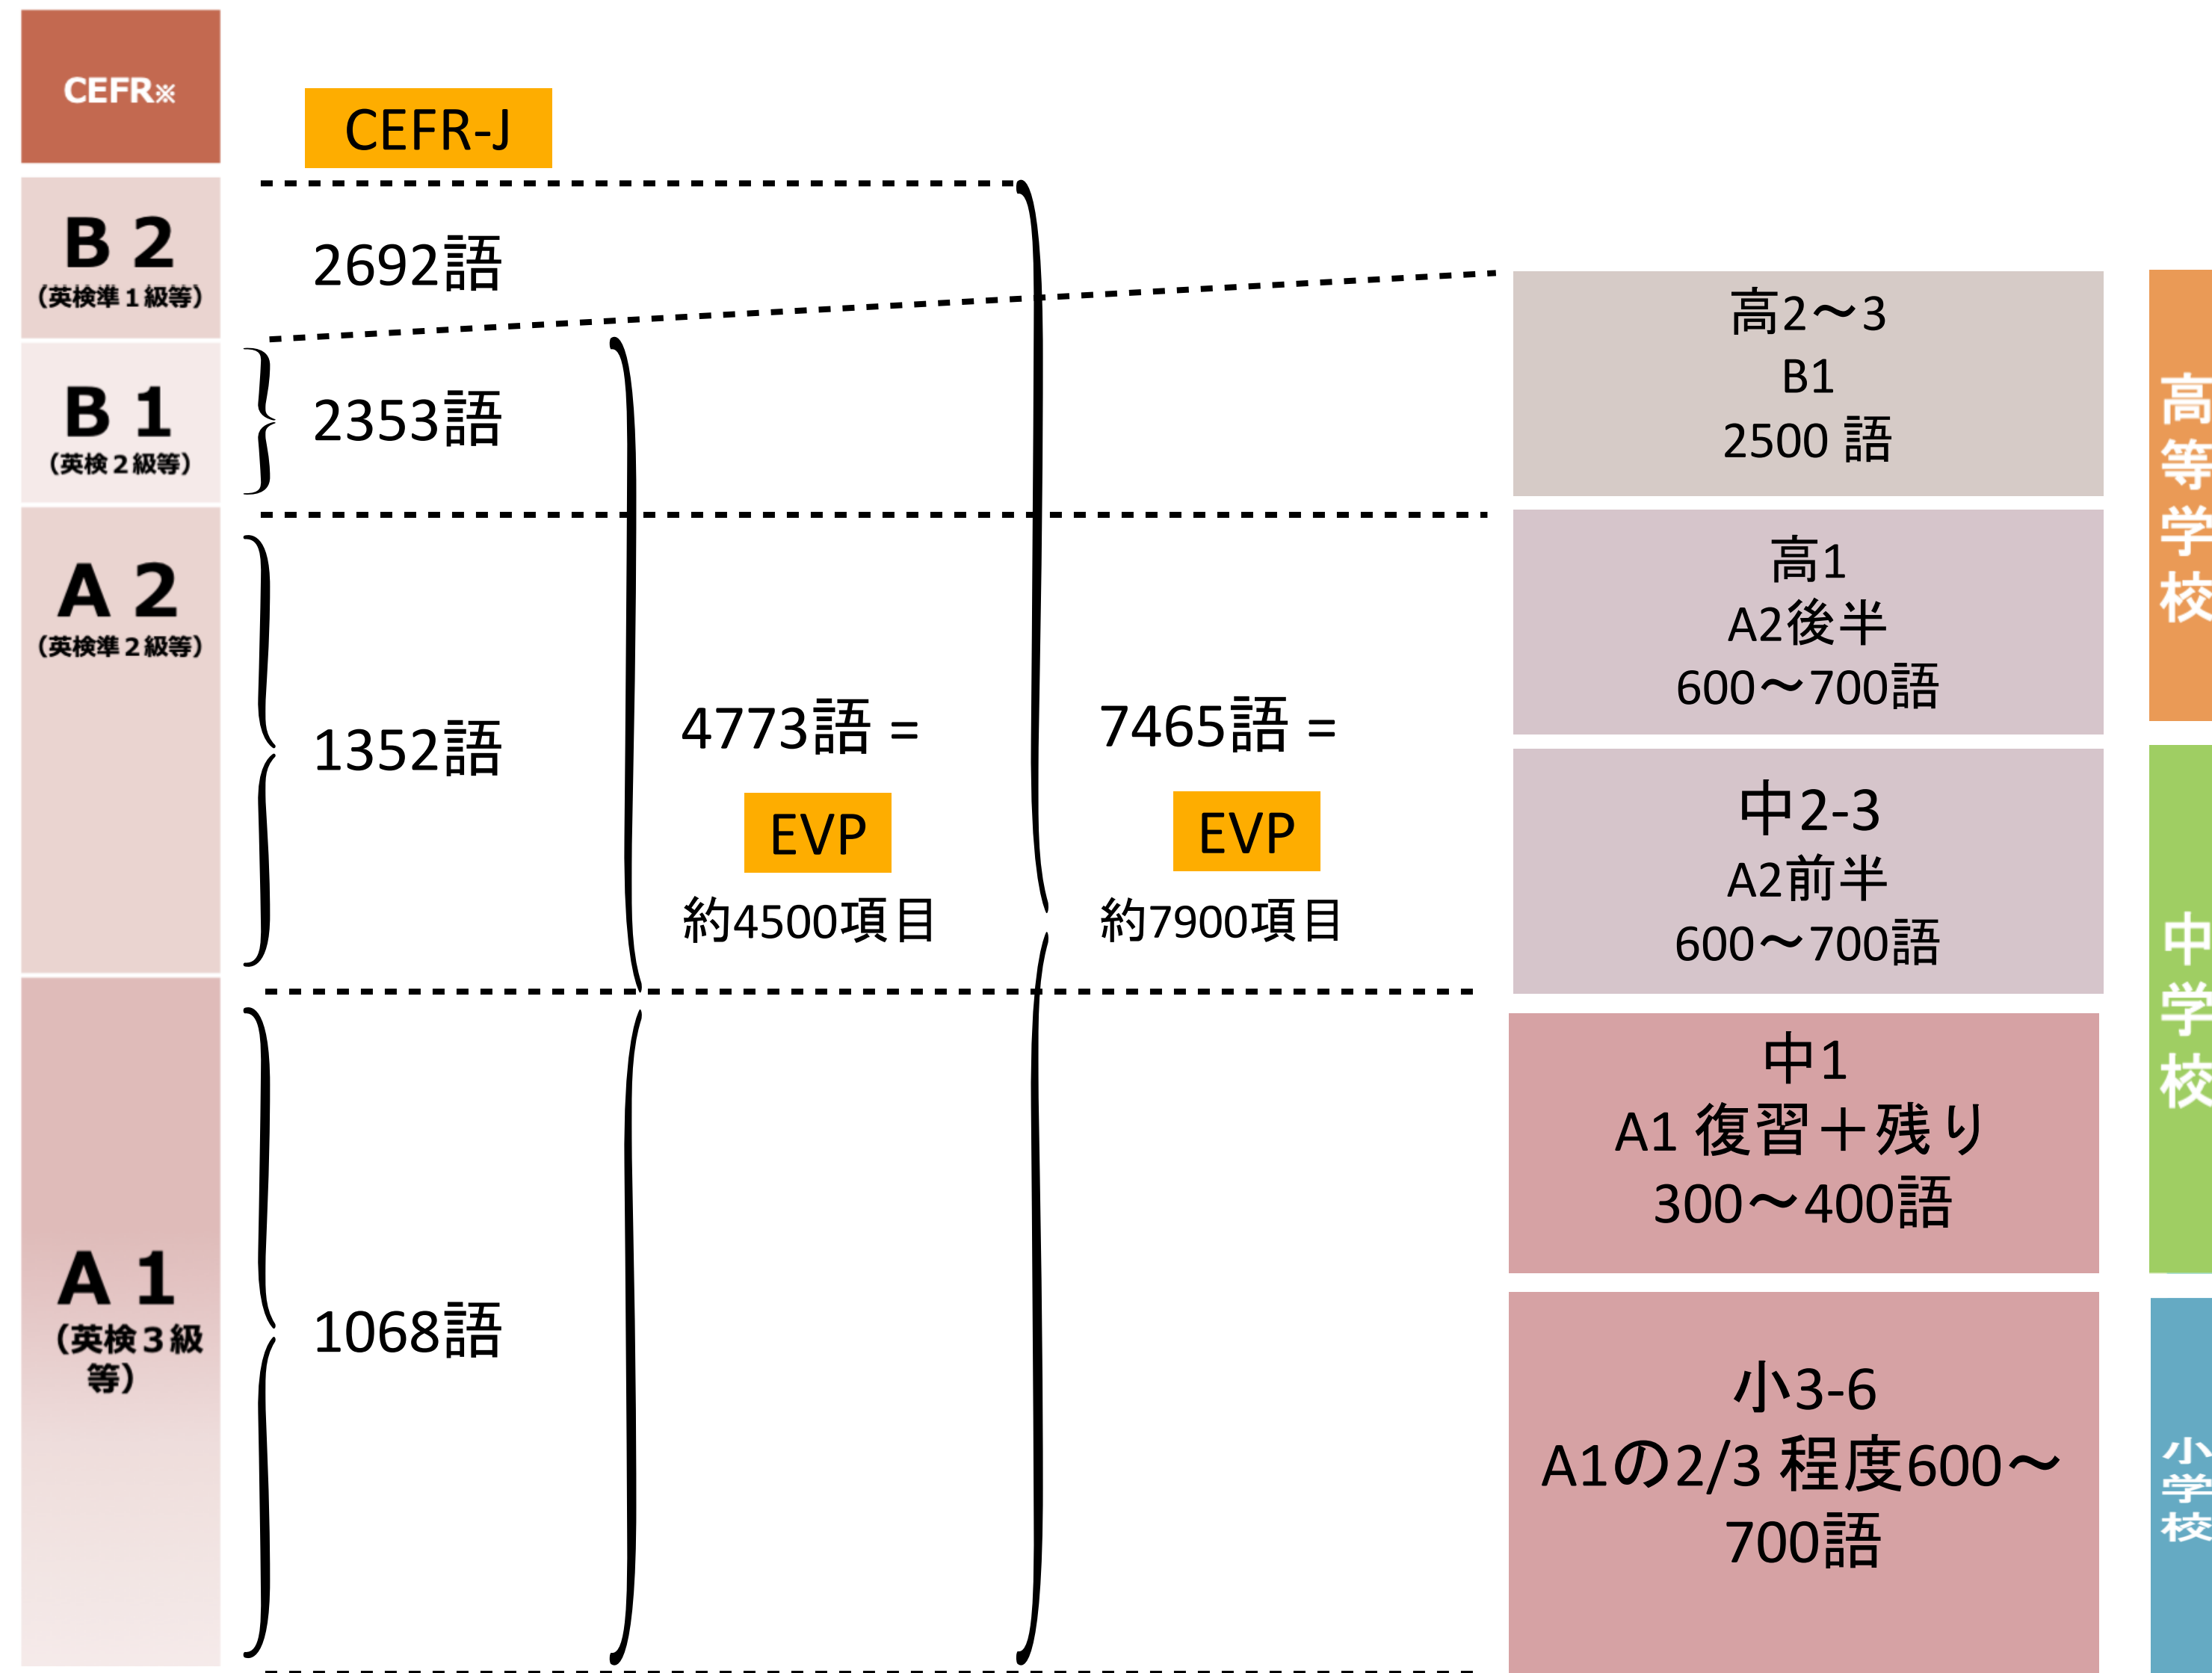 CEFR※
CEFR-J
B 2
（英検準１級等）
2692語
B 1
（英検２級等）
2353語
A 2
（英検準２級等）
1352語
4773語 =
EVP
約4500項目
7465語 =
EVP
約7900項目
A 1
（英検３級
等）
1068語
高2～3
B1
2500 語
高1
A2後半
600～700語
中2-3
A2前半
600～700語
中1
A1 復習＋残り
300～400語
小3-6
A1の2/3 程度600～
700語
高等学校
中学校
小学校